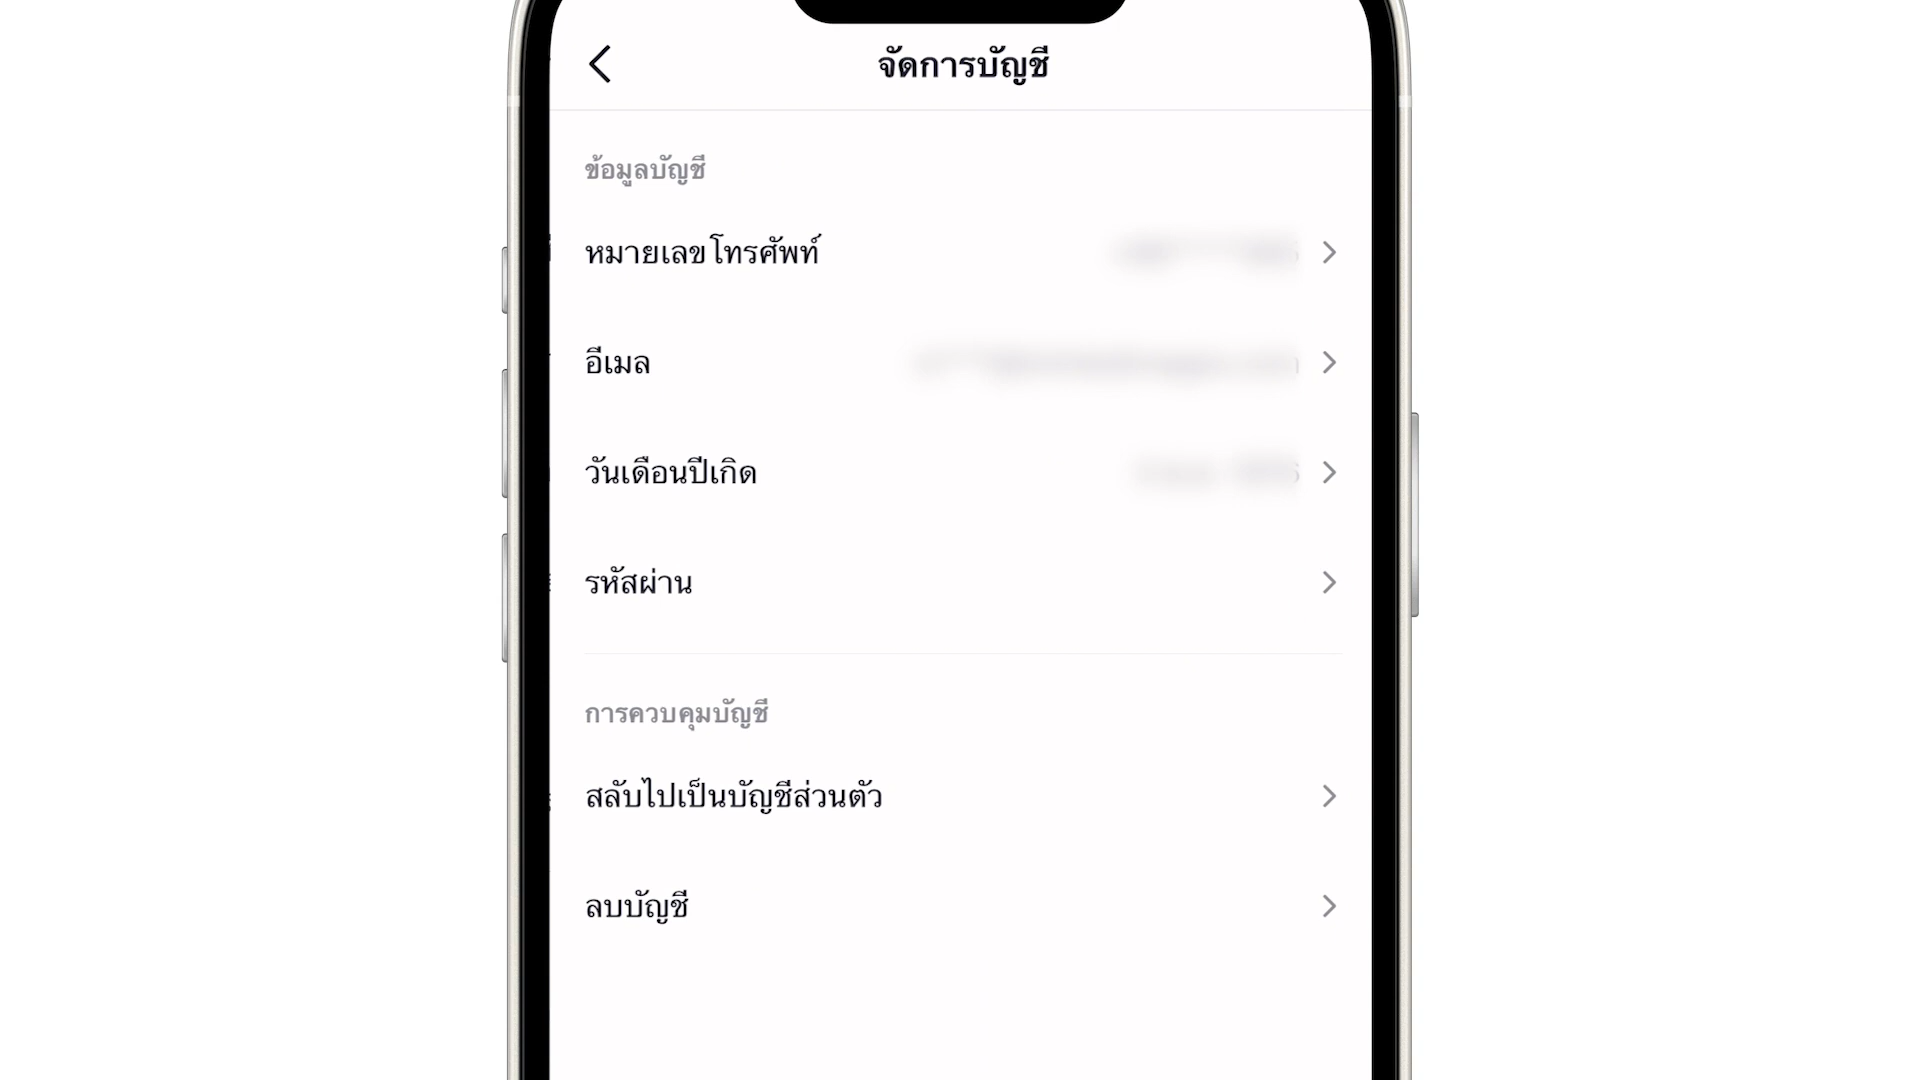 จัดการบัญชี
ข้อมูลบัญชี
หมายเลขโทรศัพท์
อีเมล
วันเดือนปีเกิด
รหัสผ่าน
การควบคุมบัญชี
สลับไปเป็นบัญชีส่วนตัว
ลบบัญชี